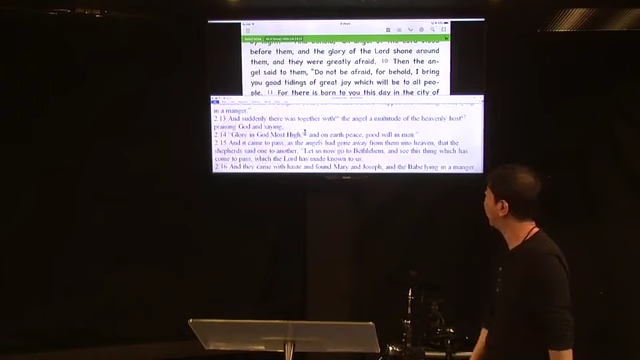 before them, and the glory of the Lord shone around
them, and they were greatly afraid. 10 Then the an-
gel said to them, "Do not be afraid, for behold, I bring
you good tidings of great joy which will be to all peo-
ple. 11 For there is born to you this day in the city of
in a manger."
2:13 And suddenly there was together with the angel a multitude of the heavenly host
praising God and saying,
2:14 "Glory in God Most High, and on earth peace, good will in men"
2:15 And it came to pass, as the angels had gone away from them into heaven, that the
shepherds said one to another, "Let us now go to Bethlehem, and see this thing which has
come to pass, which the Lord has made known to us.
2:16 And they came with haste and found Mary and Joseph, and the Babe lying in a manger